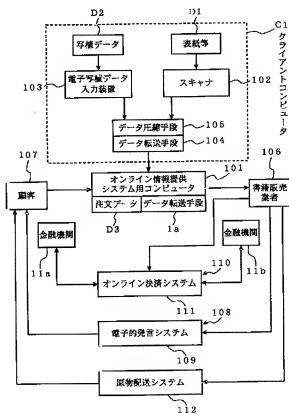 D2
D1
C1
写植データ
表紙等
クライアントコンピュータ
103
電子写植データ
入力装置
スキャナ
102
データ圧縮手段
105
データ転送手段
104
107
101
106
顧客
オンライン情報提供
システム用コンピュータ
書籍販売
業者
注文データ
データ転送手段
D3
1a
金融機関
金融機関
11a
11b
110
オンライン決済システム
111
108
電子的発言システム
109
原物配送システム
112